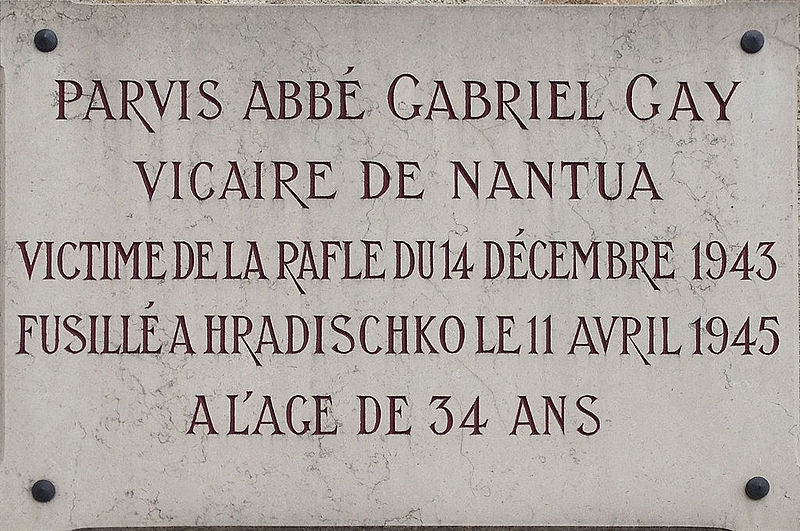 PARVIS ABBÉ GABRIEL GAY
VICAIRE DE NANTUA
VICTIME DE LA RAFLE DU 14 DÉCEMBRE 1943
FUSILLÉ A HRADISCHKO LE 11 AVRIL 1945
A L'AGE DE 34 ANS